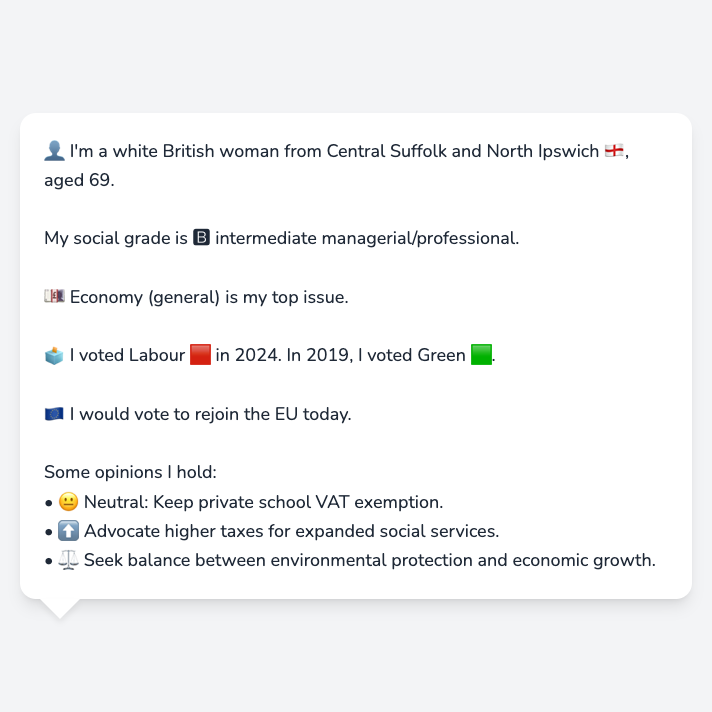 👤 I'm a white British woman from Central Suffolk and North Ipswich 🏴󠁧󠁢󠁥󠁮󠁧󠁿,
aged 69.
My social grade is 🅱 intermediate managerial/professional.
💷 Economy (general) is my top issue.
🗳️ I voted Labour 🟥 in 2024. In 2019, I voted Green 🟩.
🇪🇺 I would vote to rejoin the EU today.
Some opinions I hold:
• 😐 Neutral: Keep private school VAT exemption.
• ⬆️ Advocate higher taxes for expanded social services.
• ⚖️ Seek balance between environmental protection and economic growth.